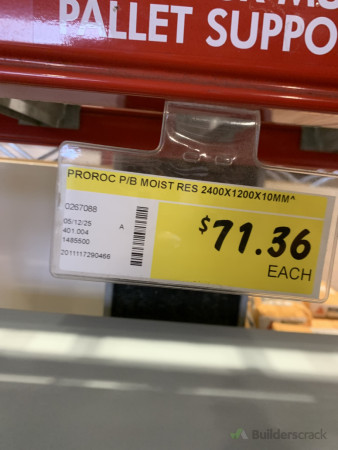 PALLET SUPPO
PROROC P/B MOIST RES 2400X1200X10MM^
0267088
05/12/25 A
401.004
1485500
2011117290466
$71.36
EACH
Builderscrack